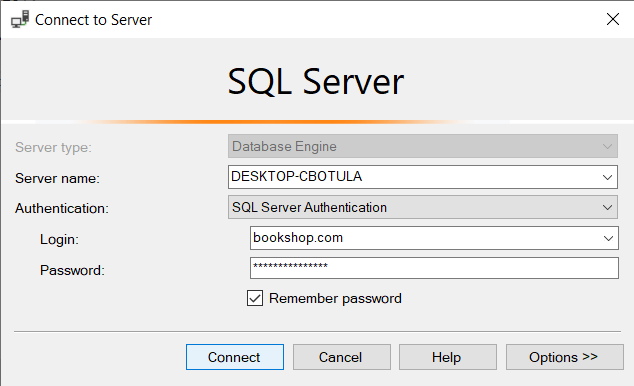 Connect to Server
SQL Server
Server type: Database Engine
Server name: DESKTOP-CBOTULA
Authentication: SQL Server Authentication
Login: bookshop.com
Password: ***************
Remember password
Connect Cancel Help Options >>